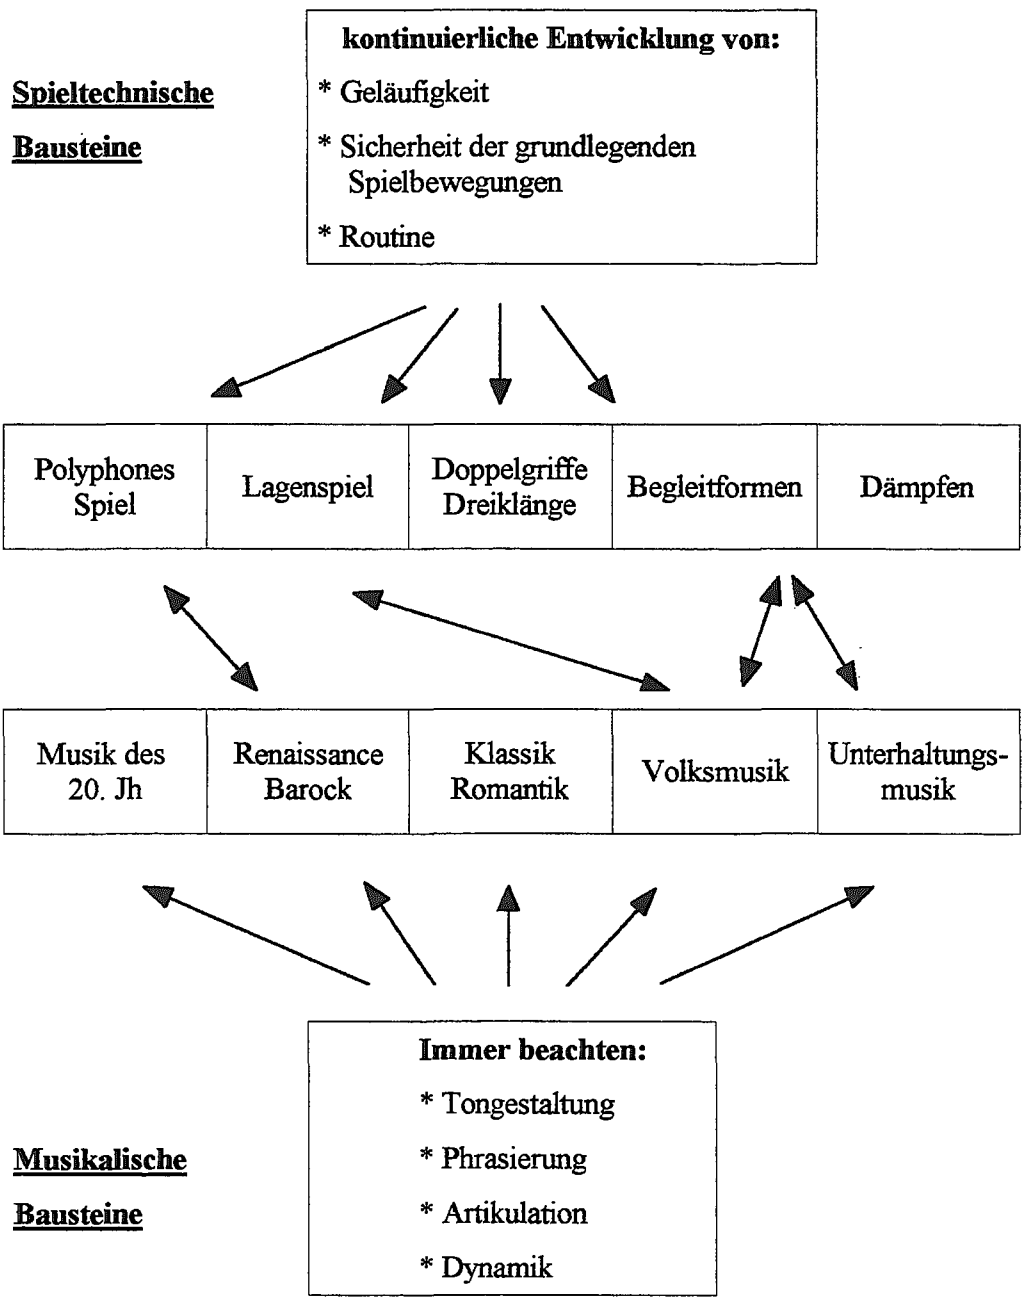 kontinuierliche Entwicklung von:
Spieltechnische
Bausteine
* Geläufigkeit
* Sicherheit der grundlegenden
Spielbewegungen
* Routine
Polyphones
Spiel
Lagenspiel
Doppelgriffe
Dreiklänge
Begleitformen
Dämpfen
Musik des
20. Jh
Renaissance
Barock
Klassik
Romantik
Volksmusik
Unterhaltungs-
musik
Immer beachten:
* Tongestaltung
* Phrasierung
* Artikulation
* Dynamik
Musikalische
Bausteine